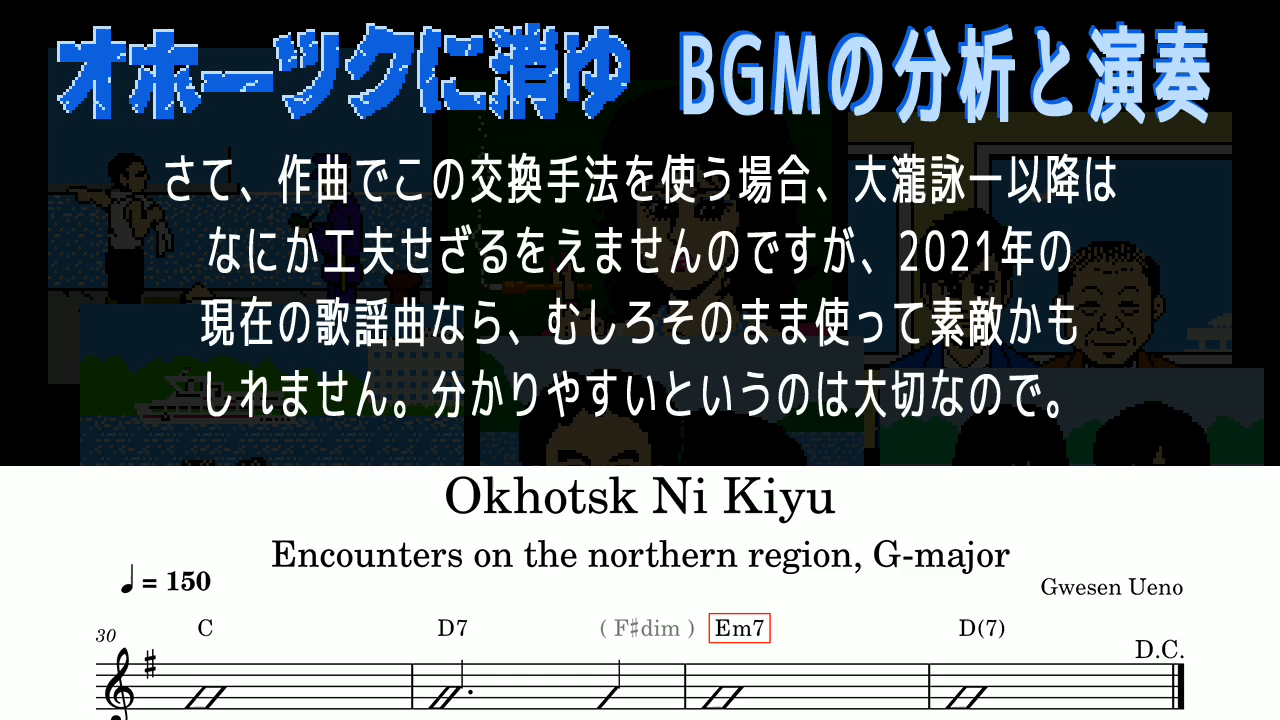 オホーツクに消ゆ BGMの分析と演奏
さて、作曲でこの交換手法を使う場合、大瀧詠一以降は
なにか工夫せざるをえませんのですが、2021年の
現在の歌謡曲なら、むしろそのまま使って素敵かも
しれません。分かりやすいというのは大切なので。
Okhotsk Ni Kiyu
Encounters on the northern region, G-major
♩ = 150
Gwesen Ueno
30 C D7 ( F♯dim ) Em7 D(7)
D.C.